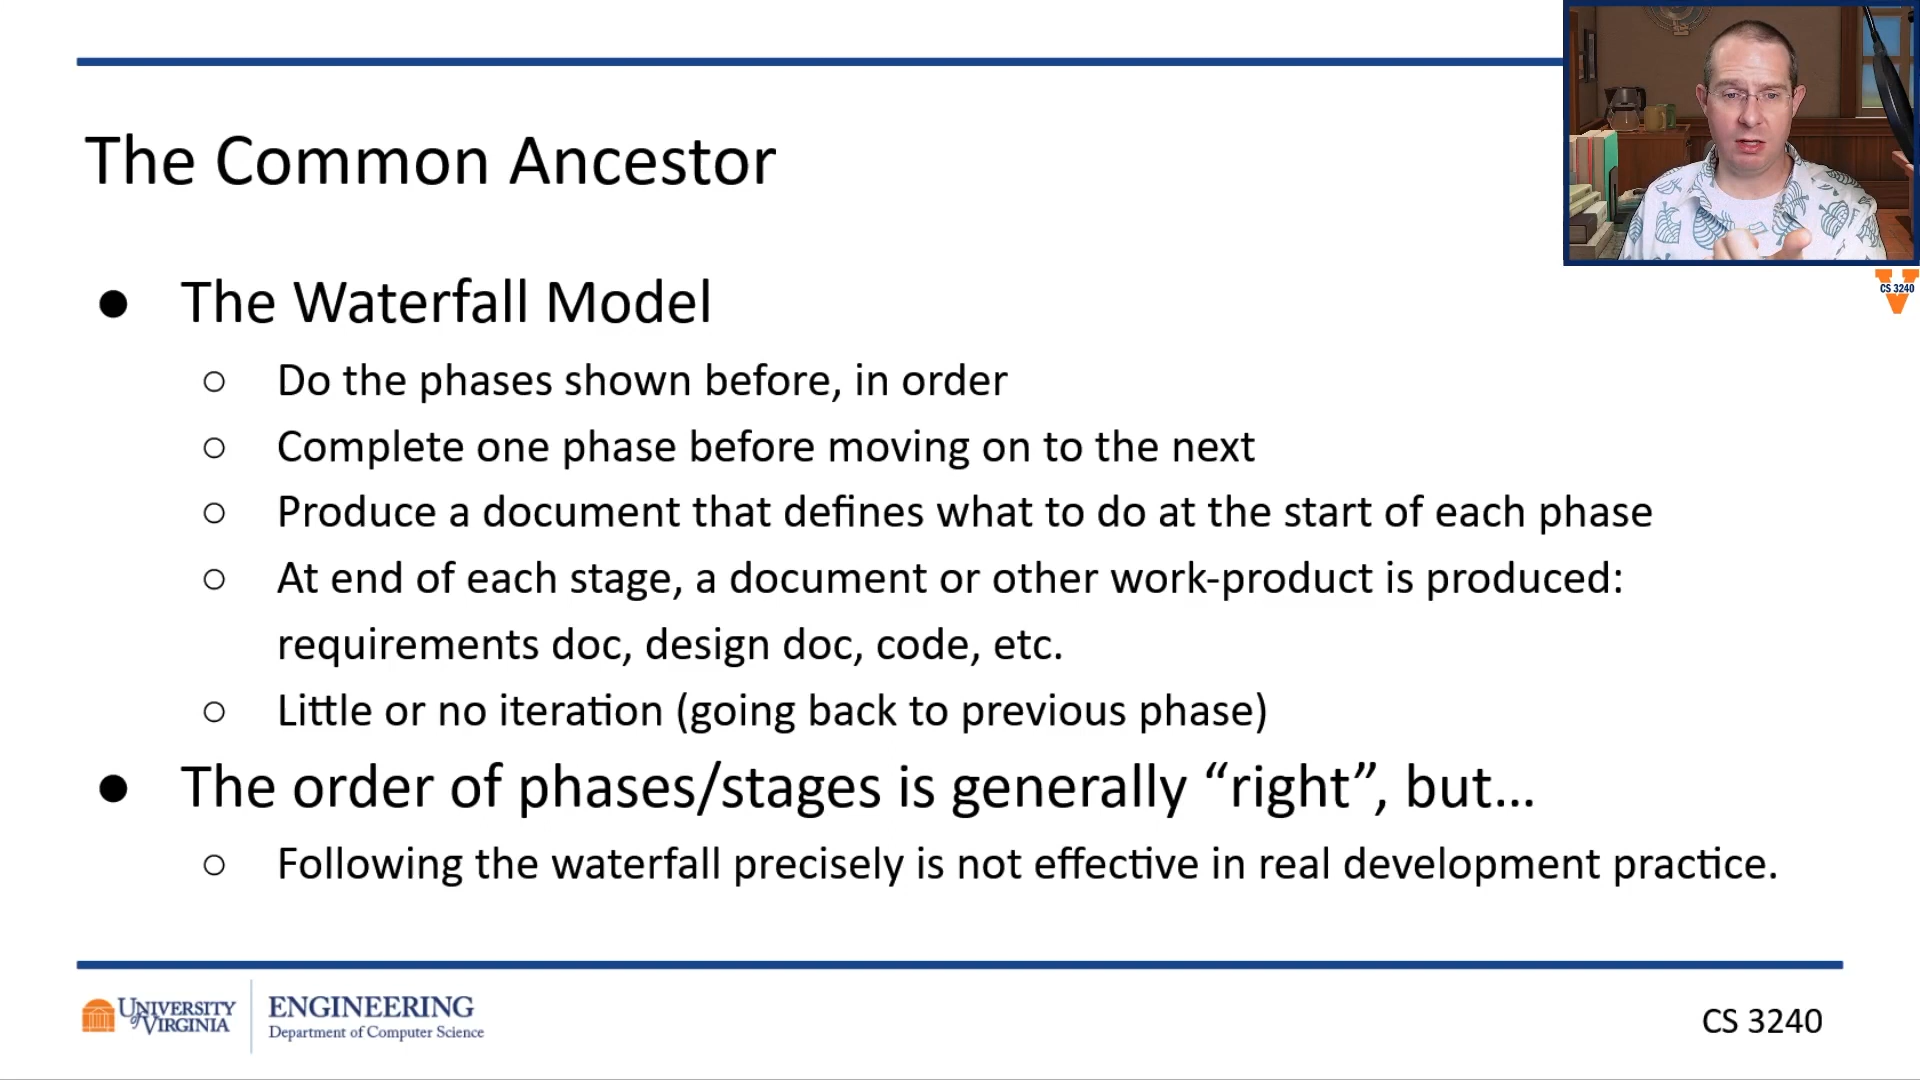 The Common Ancestor
● The Waterfall Model
○ Do the phases shown before, in order
○ Complete one phase before moving on to the next
○ Produce a document that defines what to do at the start of each phase
○ At end of each stage, a document or other work-product is produced:
requirements doc, design doc, code, etc.
○ Little or no iteration (going back to previous phase)
● The order of phases/stages is generally “right”, but…
○ Following the waterfall precisely is not effective in real development practice.
CS 3240
UNIVERSITY
of VIRGINIA
ENGINEERING
Department of Computer Science
CS 3240